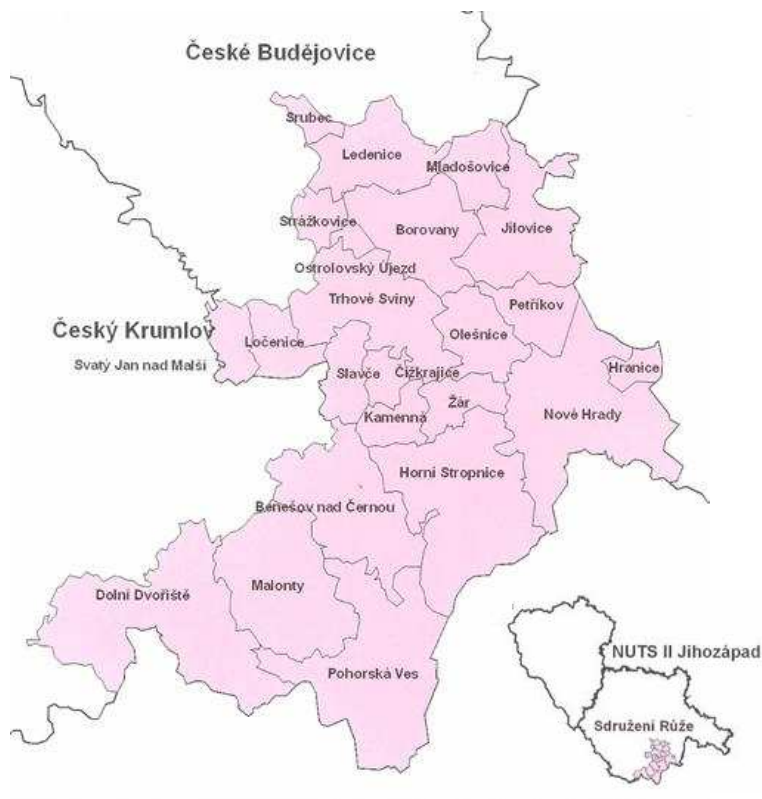 České Budějovice
Srubec
Ledenice
Mladošovice
Strážkovice
Borovany
Jílovice
Ostrolovský Újezd
Trhové Sviny
Petříkov
Český Krumlov
Ločenice
Olešnice
Svatý Jan nad Malší
Slavče
Čížkrajice
Hranice
Žár
Kamenná
Nové Hrady
Horní Stropnice
Benešov nad Černou
Malonty
Dolní Dvořiště
Pohorská Ves
NUTS II Jihozápad
Sdružení Růže